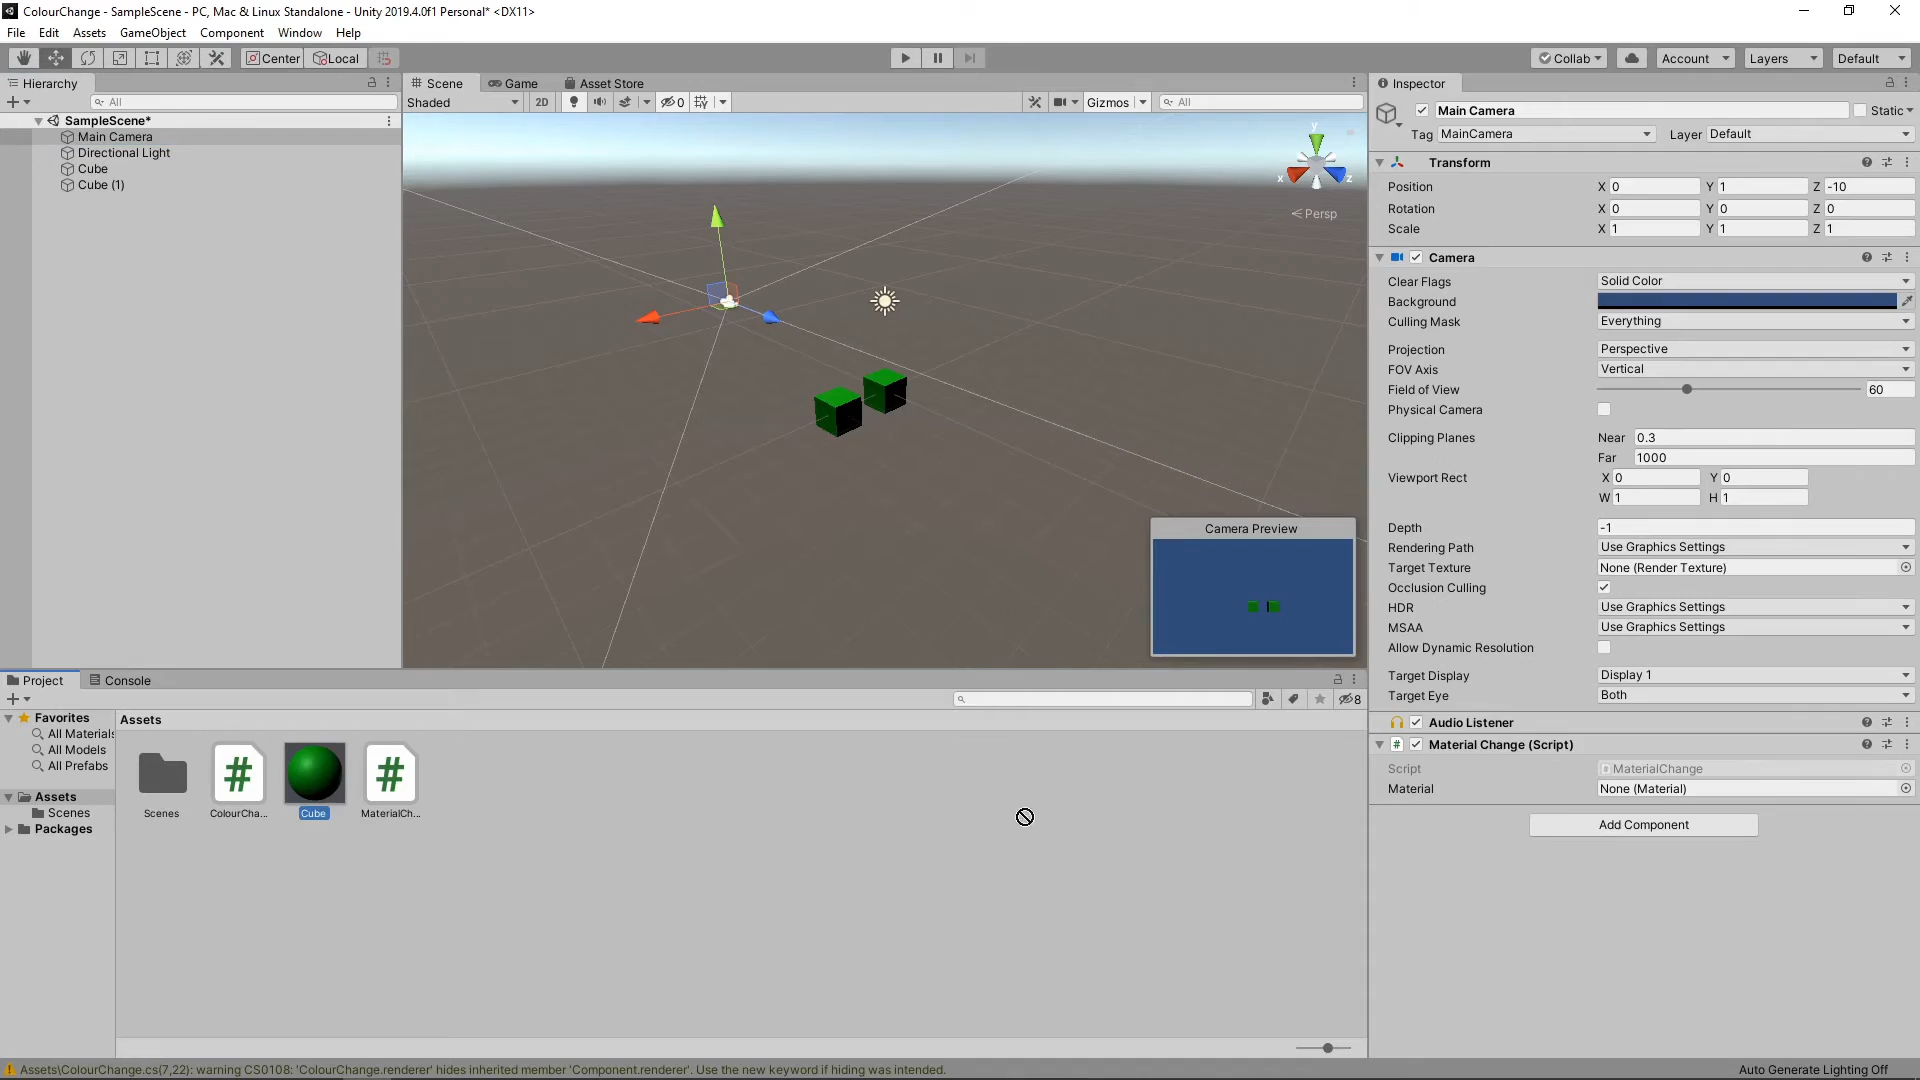 ColourChange - SampleScene - PC, Mac & Linux Standalone - Unity 2019.4.0f1 Personal* <DX11>
File Edit Assets GameObject Component Window Help
Center Local Collab Account Layers Default
Hierarchy
All
SampleScene*
Main Camera
Directional Light
Cube
Cube (1)
Scene Game Asset Store
Shaded 2D 0 Gizmos All
y
x z
Persp
Camera Preview
Inspector
Main Camera Static
Tag MainCamera Layer Default
Transform
Position X 0 Y 1 Z -10
Rotation X 0 Y 0 Z 0
Scale X 1 Y 1 Z 1
Camera
Clear Flags Solid Color
Background
Culling Mask Everything
Projection Perspective
FOV Axis Vertical
Field of View 60
Physical Camera
Clipping Planes Near 0.3
Far 1000
Viewport Rect X 0 Y 0
W 1 H 1
Depth -1
Rendering Path Use Graphics Settings
Target Texture None (Render Texture)
Occlusion Culling
HDR Use Graphics Settings
MSAA Use Graphics Settings
Allow Dynamic Resolution
Target Display Display 1
Target Eye Both
Audio Listener
# Material Change (Script)
Script MaterialChange
Material None (Material)
Add Component
Project Console
8
Favorites
All Materials
All Models
All Prefabs
Assets
Scenes
Packages
Assets
Scenes ColourCha... Cube MaterialCh...
Assets\ColourChange.cs(7,22): warning CS0108: 'ColourChange.renderer' hides inherited member 'Component.renderer'. Use the new keyword if hiding was intended.
Auto Generate Lighting Off